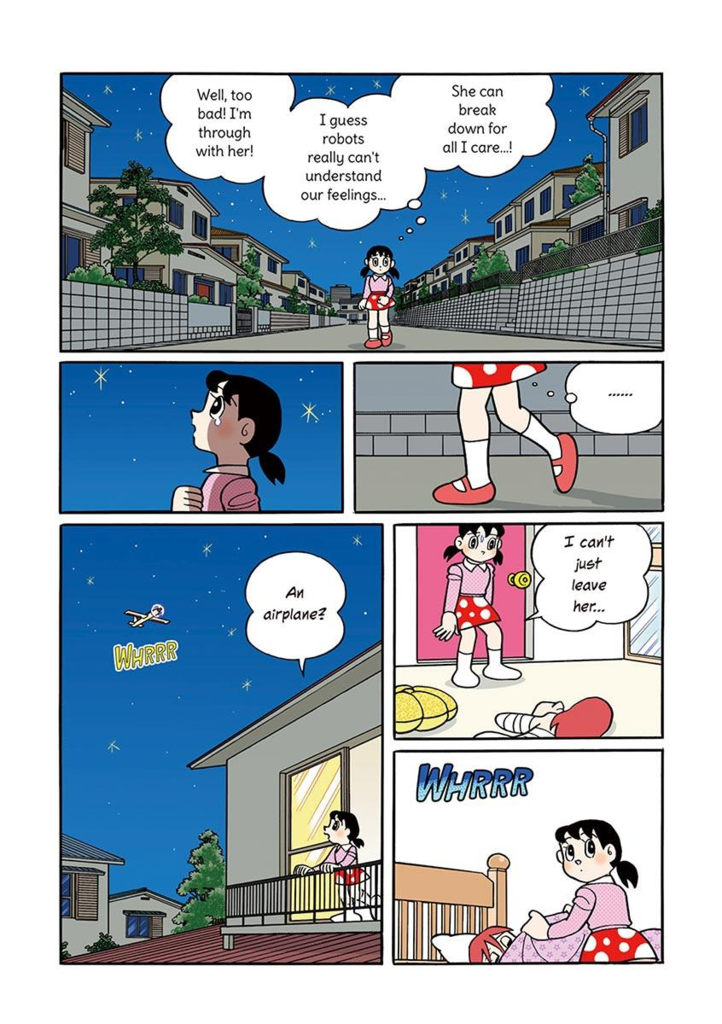 She can
break
down for
all I care...!
I guess
robots
really can't
understand
our feelings...
Well, too
bad! I'm
through
with her!
......
I can't
just
leave
her...
WHRRR
An
airplane?
WHRRR